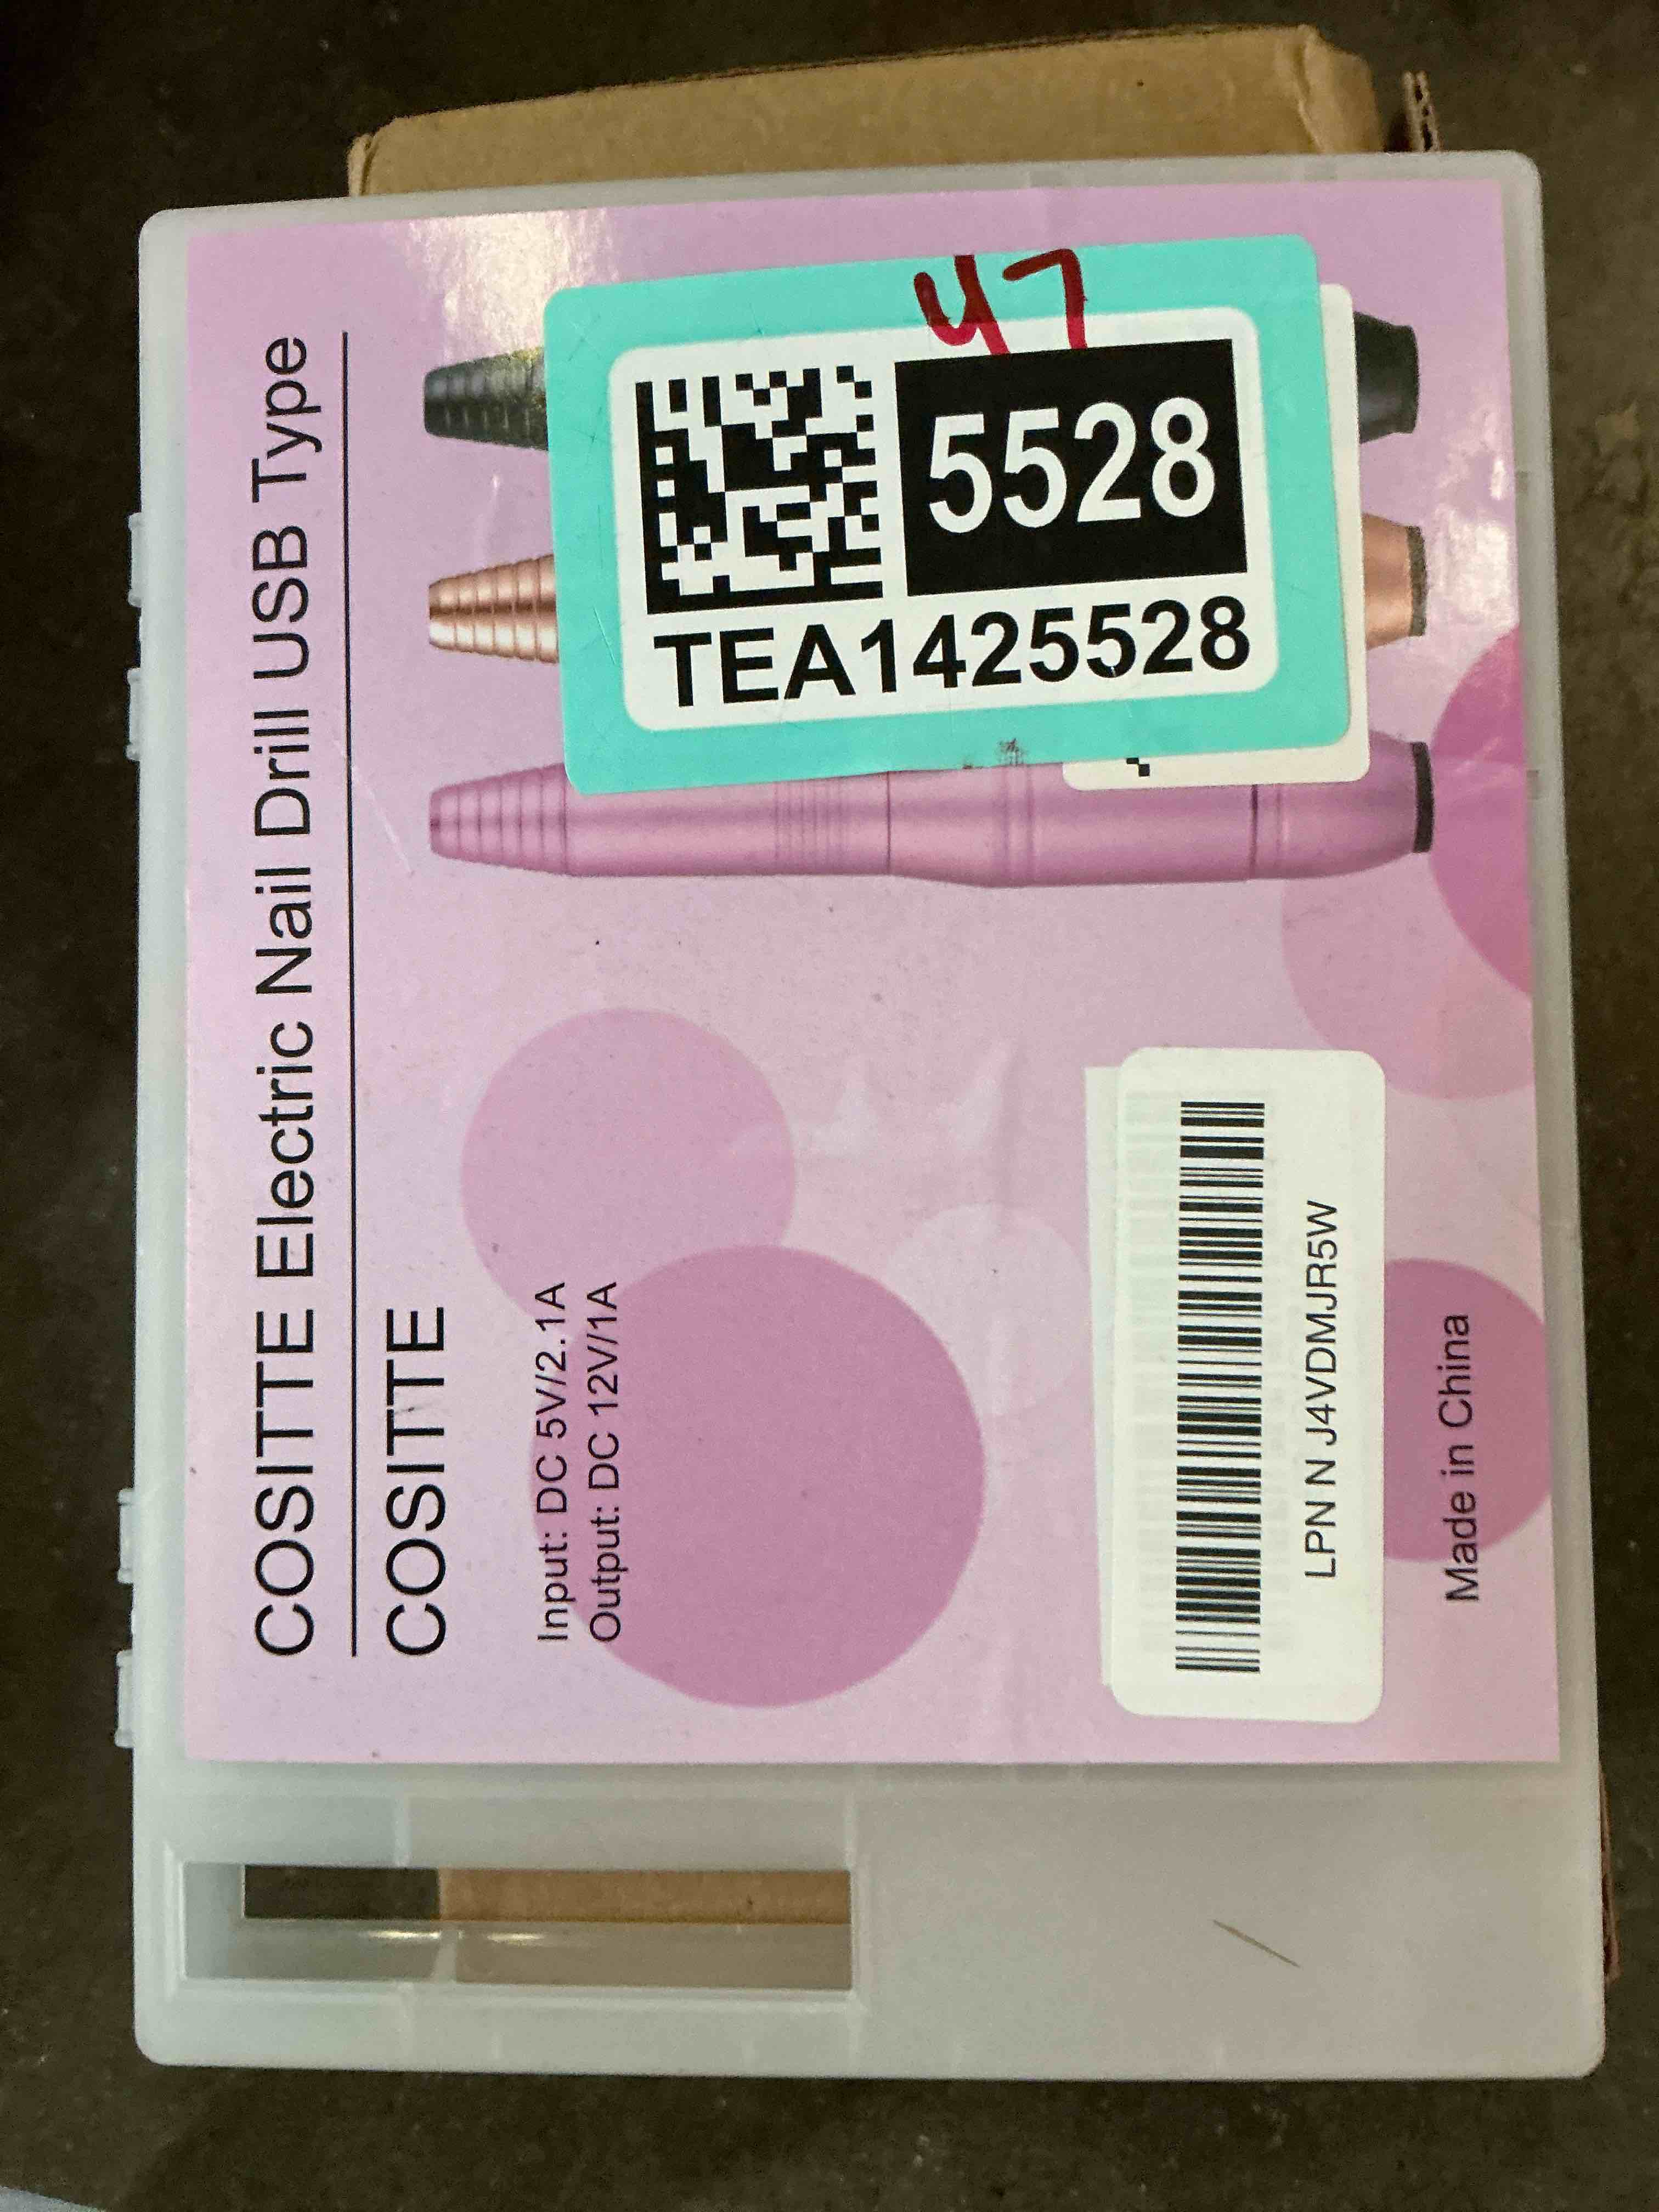 47
5528
TEA1425528
COSITTE Electric Nail Drill USB Type
COSITTE
Input: DC 5V/2.1A
Output: DC 12V/1A
LPN N J4VDMJR5W
Made in China